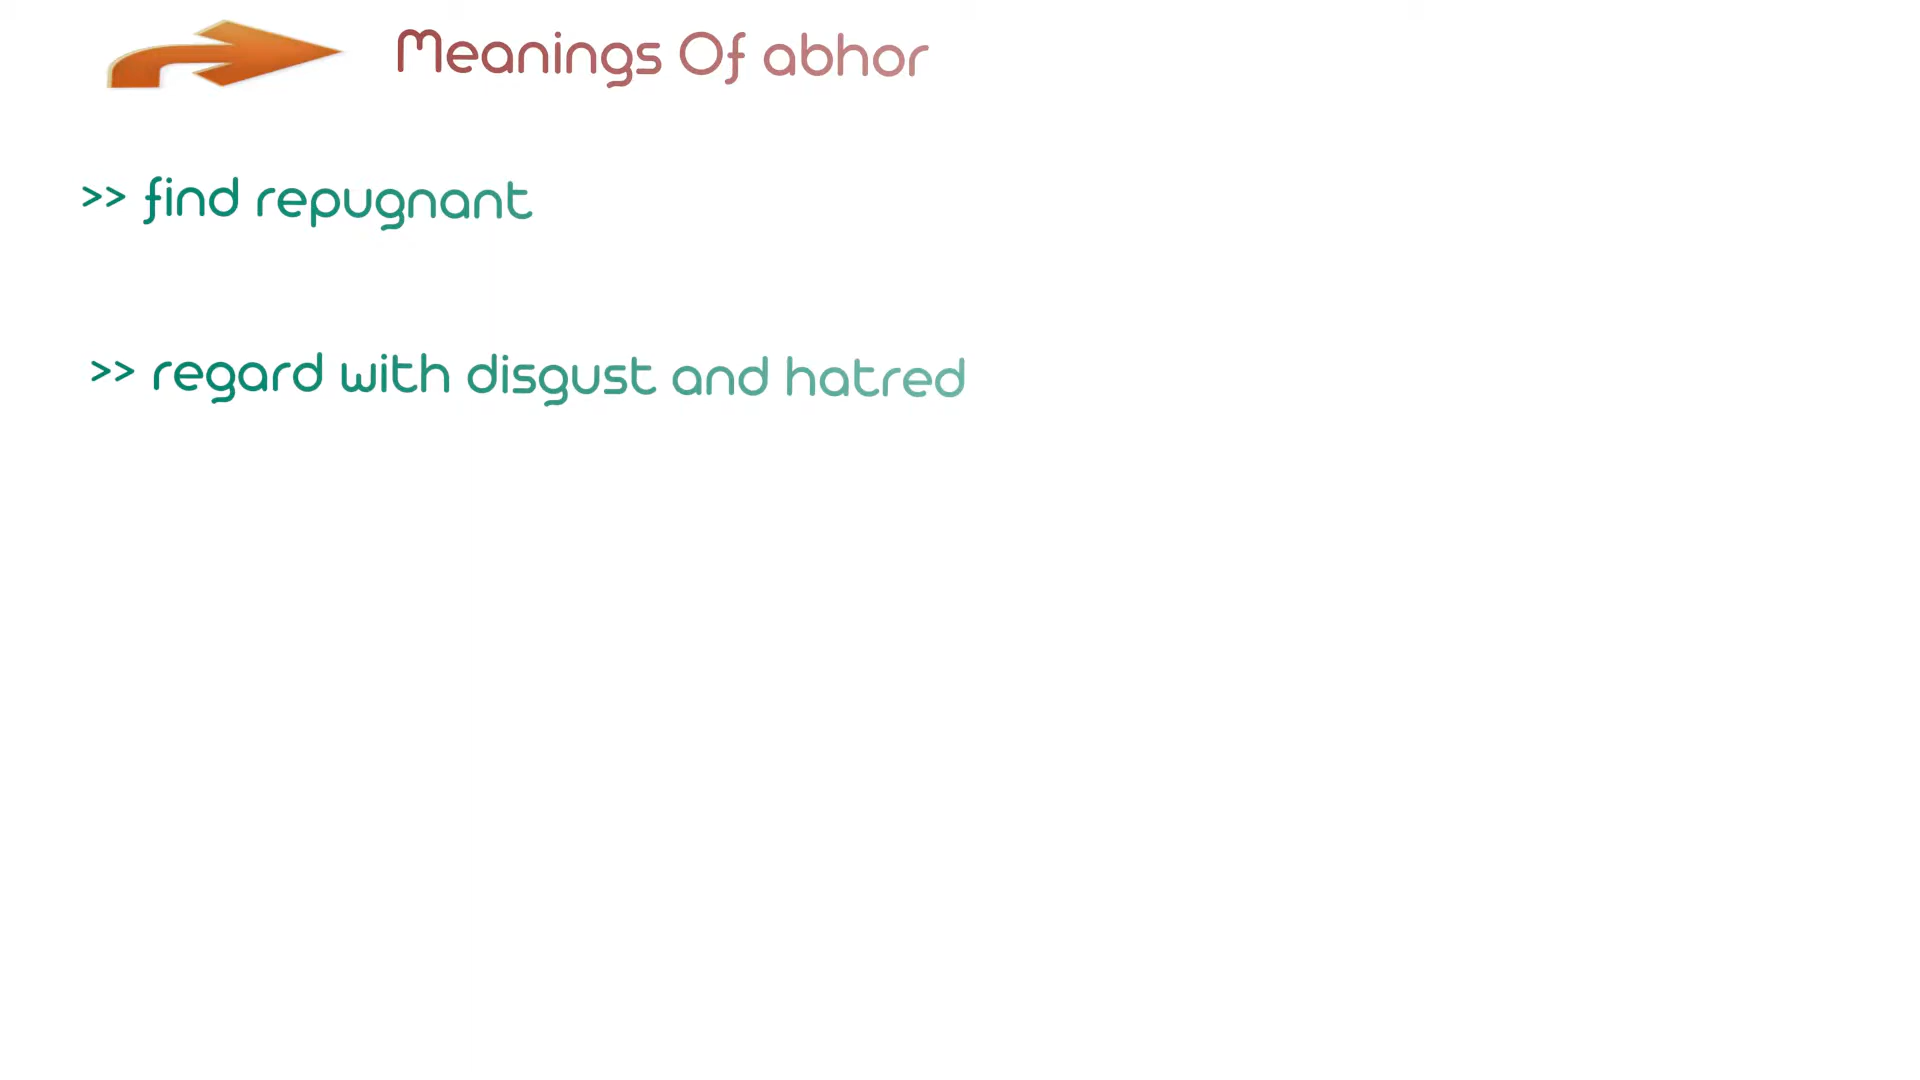 Meanings Of abhor
>> find repugnant
>> regard with disgust and hatred